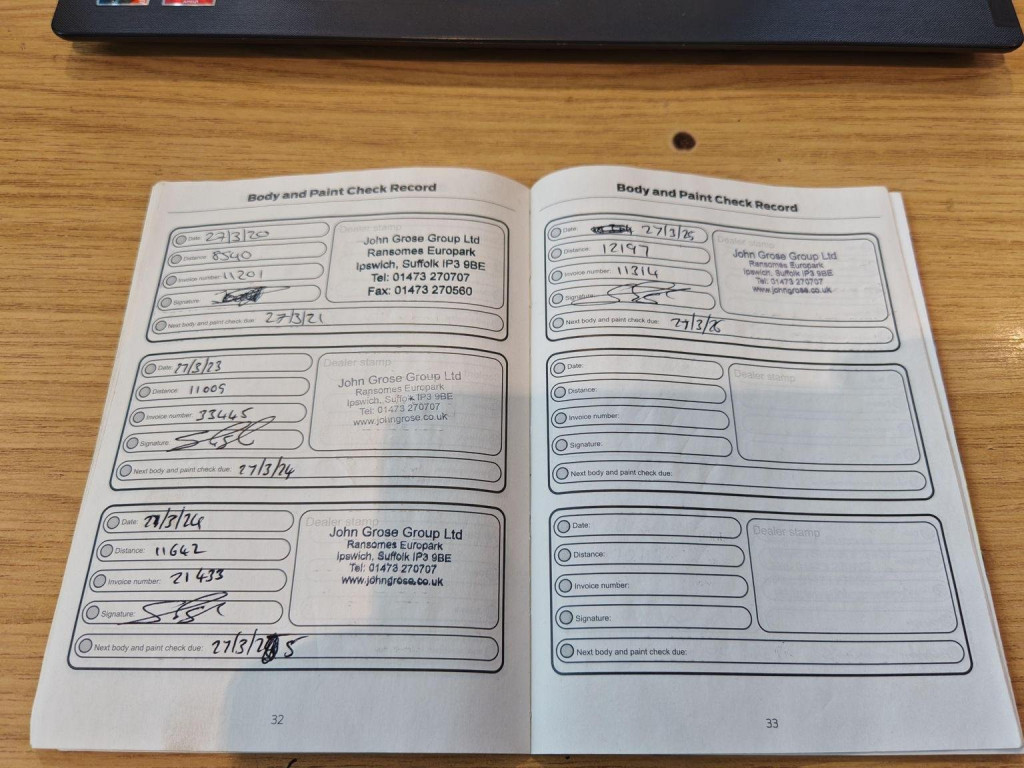 Body and Paint Check Record
Date: 27/3/20
Distance: 8540
Invoice number: 11201
Signature:
Next body and paint check due: 27/3/21
John Grose Group Ltd
Ransomes Europark
Ipswich, Suffolk IP3 9BE
Tel: 01473 270707
Fax: 01473 270560
Date: 27/3/23
Distance: 11009
Invoice number: 33445
Signature:
Next body and paint check due: 27/3/24
Dealer stamp
John Grose Group Ltd
Ransomes Europark
Ipswich, Suffolk IP3 9BE
Tel: 01473 270707
www.johngrose.co.uk
Date: 27/3/24
Distance: 11642
Invoice number: 21433
Signature:
Next body and paint check due: 27/3/25
Dealer stamp
John Grose Group Ltd
Ransomes Europark
Ipswich, Suffolk IP3 9BE
Tel: 01473 270707
www.johngrose.co.uk
32
Body and Paint Check Record
Date: 27/3/25
Distance: 12197
Invoice number: 11314
Signature:
Next body and paint check due: 27/3/26
Dealer stamp
John Grose Group Ltd
Ransomes Europark
Ipswich, Suffolk IP3 9BE
Tel: 01473 270707
www.johngrose.co.uk
Date:
Distance:
Invoice number:
Signature:
Next body and paint check due:
Dealer stamp
Date:
Distance:
Invoice number:
Signature:
Next body and paint check due:
Dealer stamp
33